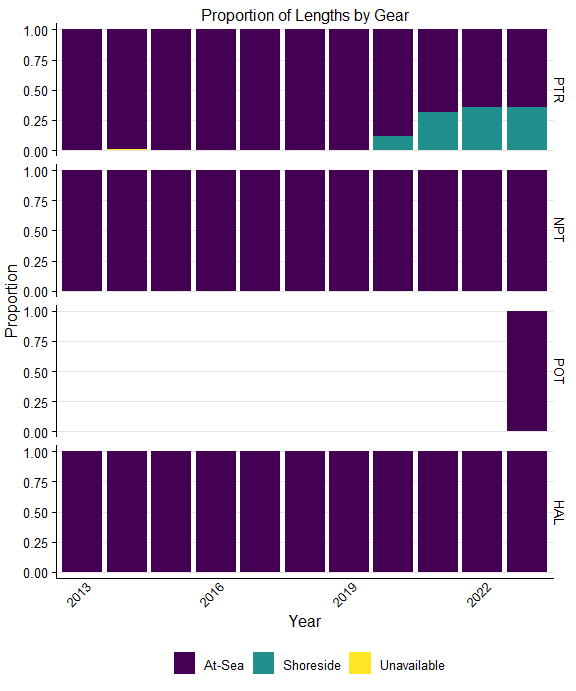 Proportion of Lengths by Gear
1.00
0.75
0.50
0.25
0.00
PTR
1.00
0.75
0.50
0.25
0.00
NPT
Proportion
1.00
0.75
0.50
0.25
0.00
POT
1.00
0.75
0.50
0.25
0.00
HAL
2013
2016
2019
2022
Year
At-Sea
Shoreside
Unavailable